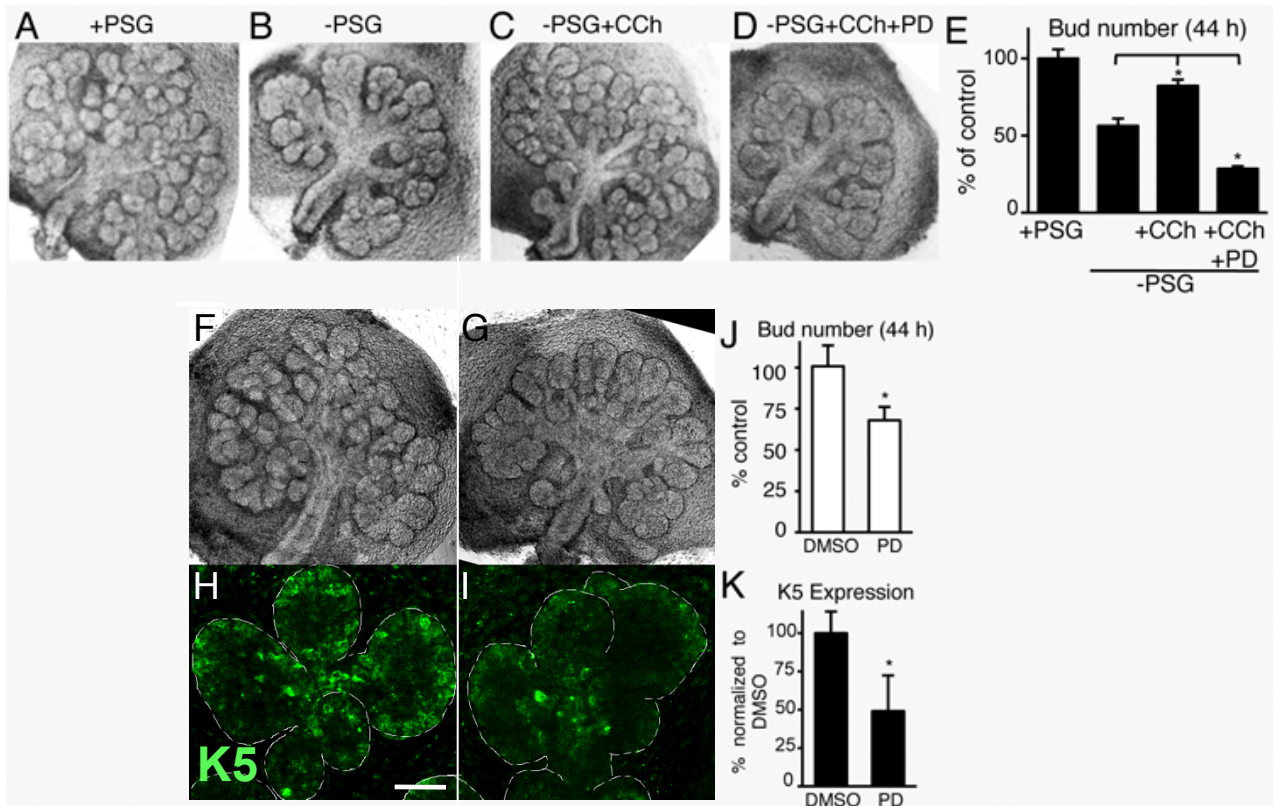 A +PSG
B -PSG
C -PSG+CCh
D -PSG+CCh+PD
E Bud number (44 h)
% of control
100
50
0
*
*
+PSG +CCh +CCh
+PD
-PSG
F
G
J Bud number (44 h)
% control
100
75
50
25
0
*
DMSO PD
H
I
K5
K K5 Expression
% normalized to
DMSO
100
75
50
25
0
*
DMSO PD